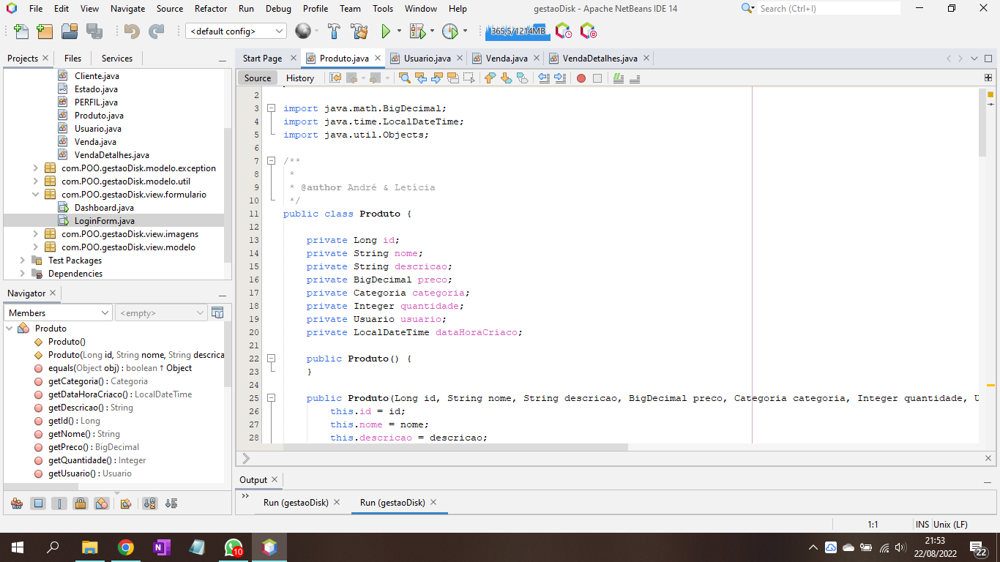 File Edit View Navigate Source Refactor Run Debug Profile Team Tools Window Help
gestaoDisk - Apache NetBeans IDE 14
Search (Ctrl+I)
<default config>
365,5/1214MB
Projects
Files
Services
Cliente.java
Estado.java
PERFIL.java
Produto.java
Usuario.java
Venda.java
VendaDetalhes.java
com.POO.gestaoDisk.modelo.exception
com.POO.gestaoDisk.modelo.util
com.POO.gestaoDisk.view.formulario
Dashboard.java
LoginForm.java
com.POO.gestaoDisk.view.imagens
com.POO.gestaoDisk.view.modelo
Test Packages
Dependencies
Navigator
Members
<empty>
Produto
Produto()
Produto(Long id, String nome, String descrica
equals(Object obj) : boolean ↑ Object
getCategoria() : Categoria
getDataHoraCriaco() : LocalDateTime
getDescricao() : String
getId() : Long
getNome() : String
getPreco() : BigDecimal
getQuantidade() : Integer
getUsuario() : Usuario
Start Page
Produto.java
Usuario.java
Venda.java
VendaDetalhes.java
Source
History
2
3 import java.math.BigDecimal;
4 import java.time.LocalDateTime;
5 import java.util.Objects;
6
7 /**
8 *
9 * @author André & Letícia
10 */
11 public class Produto {
12
13 private Long id;
14 private String nome;
15 private String descricao;
16 private BigDecimal preco;
17 private Categoria categoria;
18 private Integer quantidade;
19 private Usuario usuario;
20 private LocalDateTime dataHoraCriaco;
21
22 public Produto() {
23 }
24
25 public Produto(Long id, String nome, String descricao, BigDecimal preco, Categoria categoria, Integer quantidade, U
26 this.id = id;
27 this.nome = nome;
28 this.descricao = descricao;
Output
Run (gestaoDisk)
Run (gestaoDisk)
1:1
INS
Unix (LF)
10
21:53
22/08/2022
22